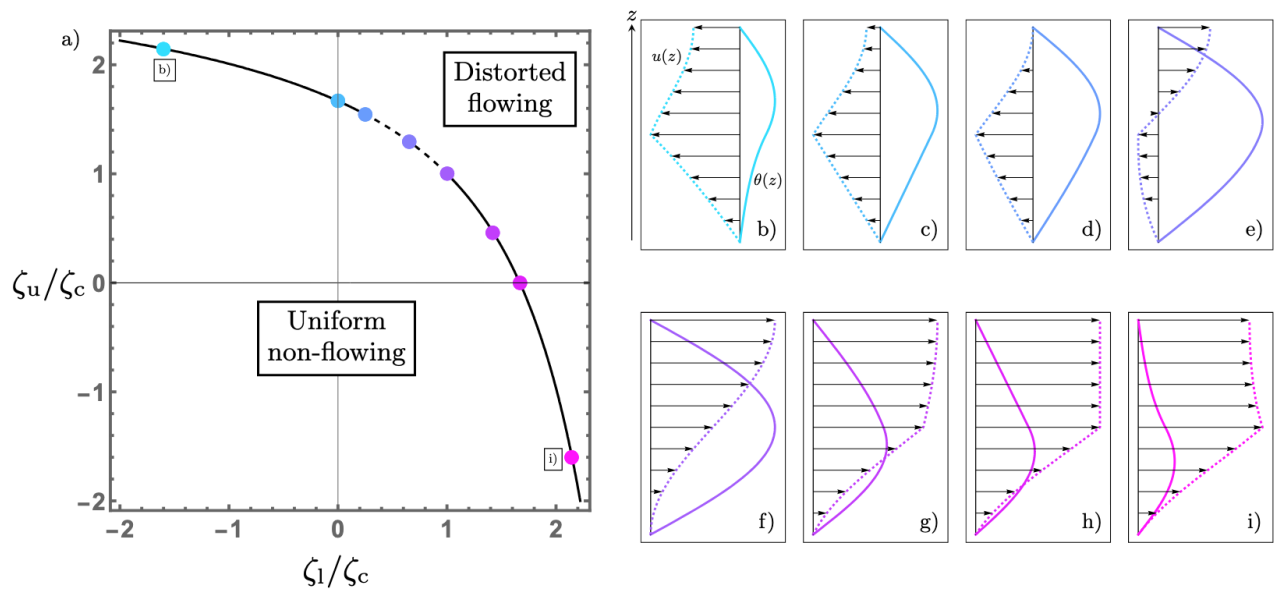 a)
2
1
0
−1
−2
−2
−1
0
1
2
ζu/ζc
ζl/ζc
b)
Distorted
flowing
Uniform
non-flowing
i)
z
u(z)
θ(z)
b)
c)
d)
e)
f)
g)
h)
i)